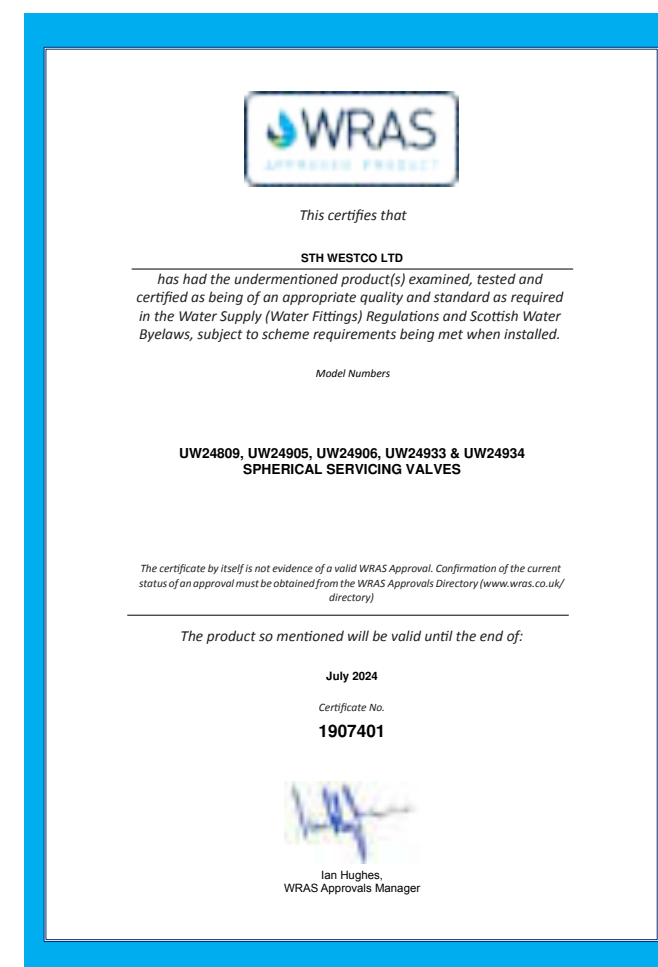 WRAS
APPROVED PRODUCT
This certifies that
STH WESTCO LTD
has had the undermentioned product(s) examined, tested and
certified as being of an appropriate quality and standard as required
in the Water Supply (Water Fittings) Regulations and Scottish Water
Byelaws, subject to scheme requirements being met when installed.
Model Numbers
UW24809, UW24905, UW24906, UW24933 & UW24934
SPHERICAL SERVICING VALVES
The certificate by itself is not evidence of a valid WRAS Approval. Confirmation of the current
status of an approval must be obtained from the WRAS Approvals Directory (www.wras.co.uk/
directory)
The product so mentioned will be valid until the end of:
July 2024
Certificate No.
1907401
Ian Hughes,
WRAS Approvals Manager